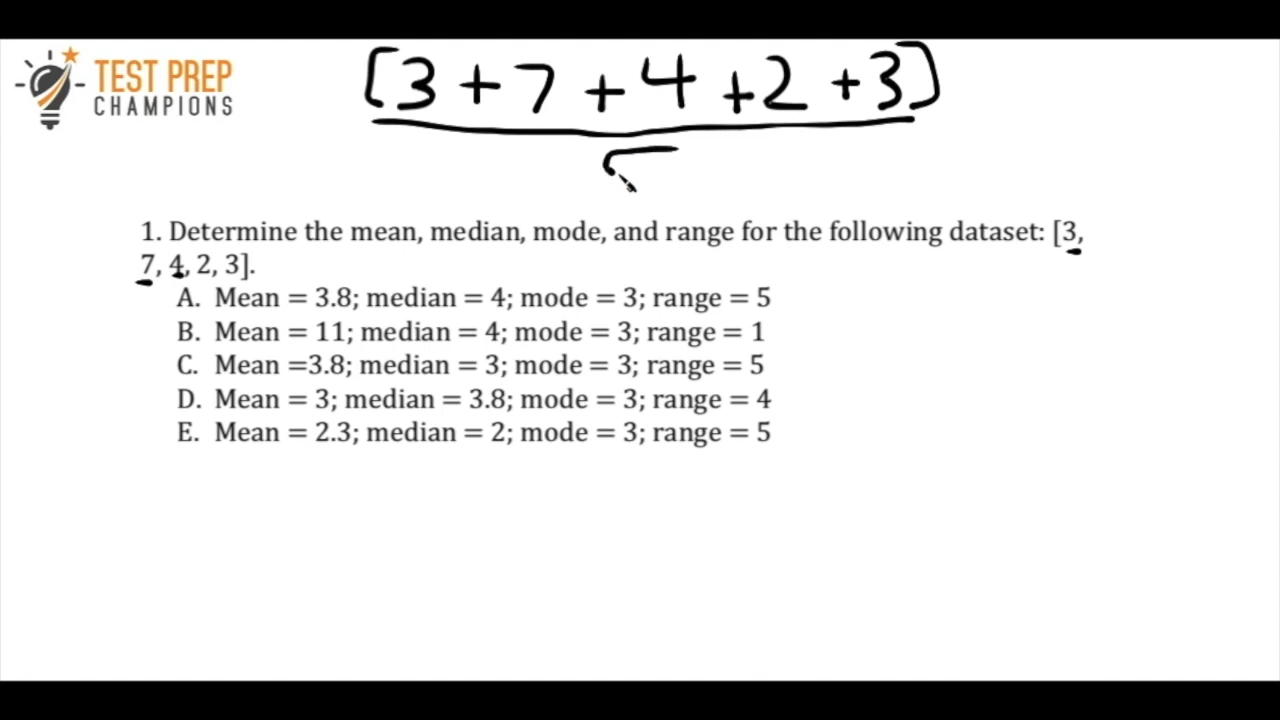 TEST PREP
CHAMPIONS
[3 + 7 + 4 + 2 + 3]
5
1. Determine the mean, median, mode, and range for the following dataset: [3,
7, 4, 2, 3].
A. Mean = 3.8; median = 4; mode = 3; range = 5
B. Mean = 11; median = 4; mode = 3; range = 1
C. Mean =3.8; median = 3; mode = 3; range = 5
D. Mean = 3; median = 3.8; mode = 3; range = 4
E. Mean = 2.3; median = 2; mode = 3; range = 5